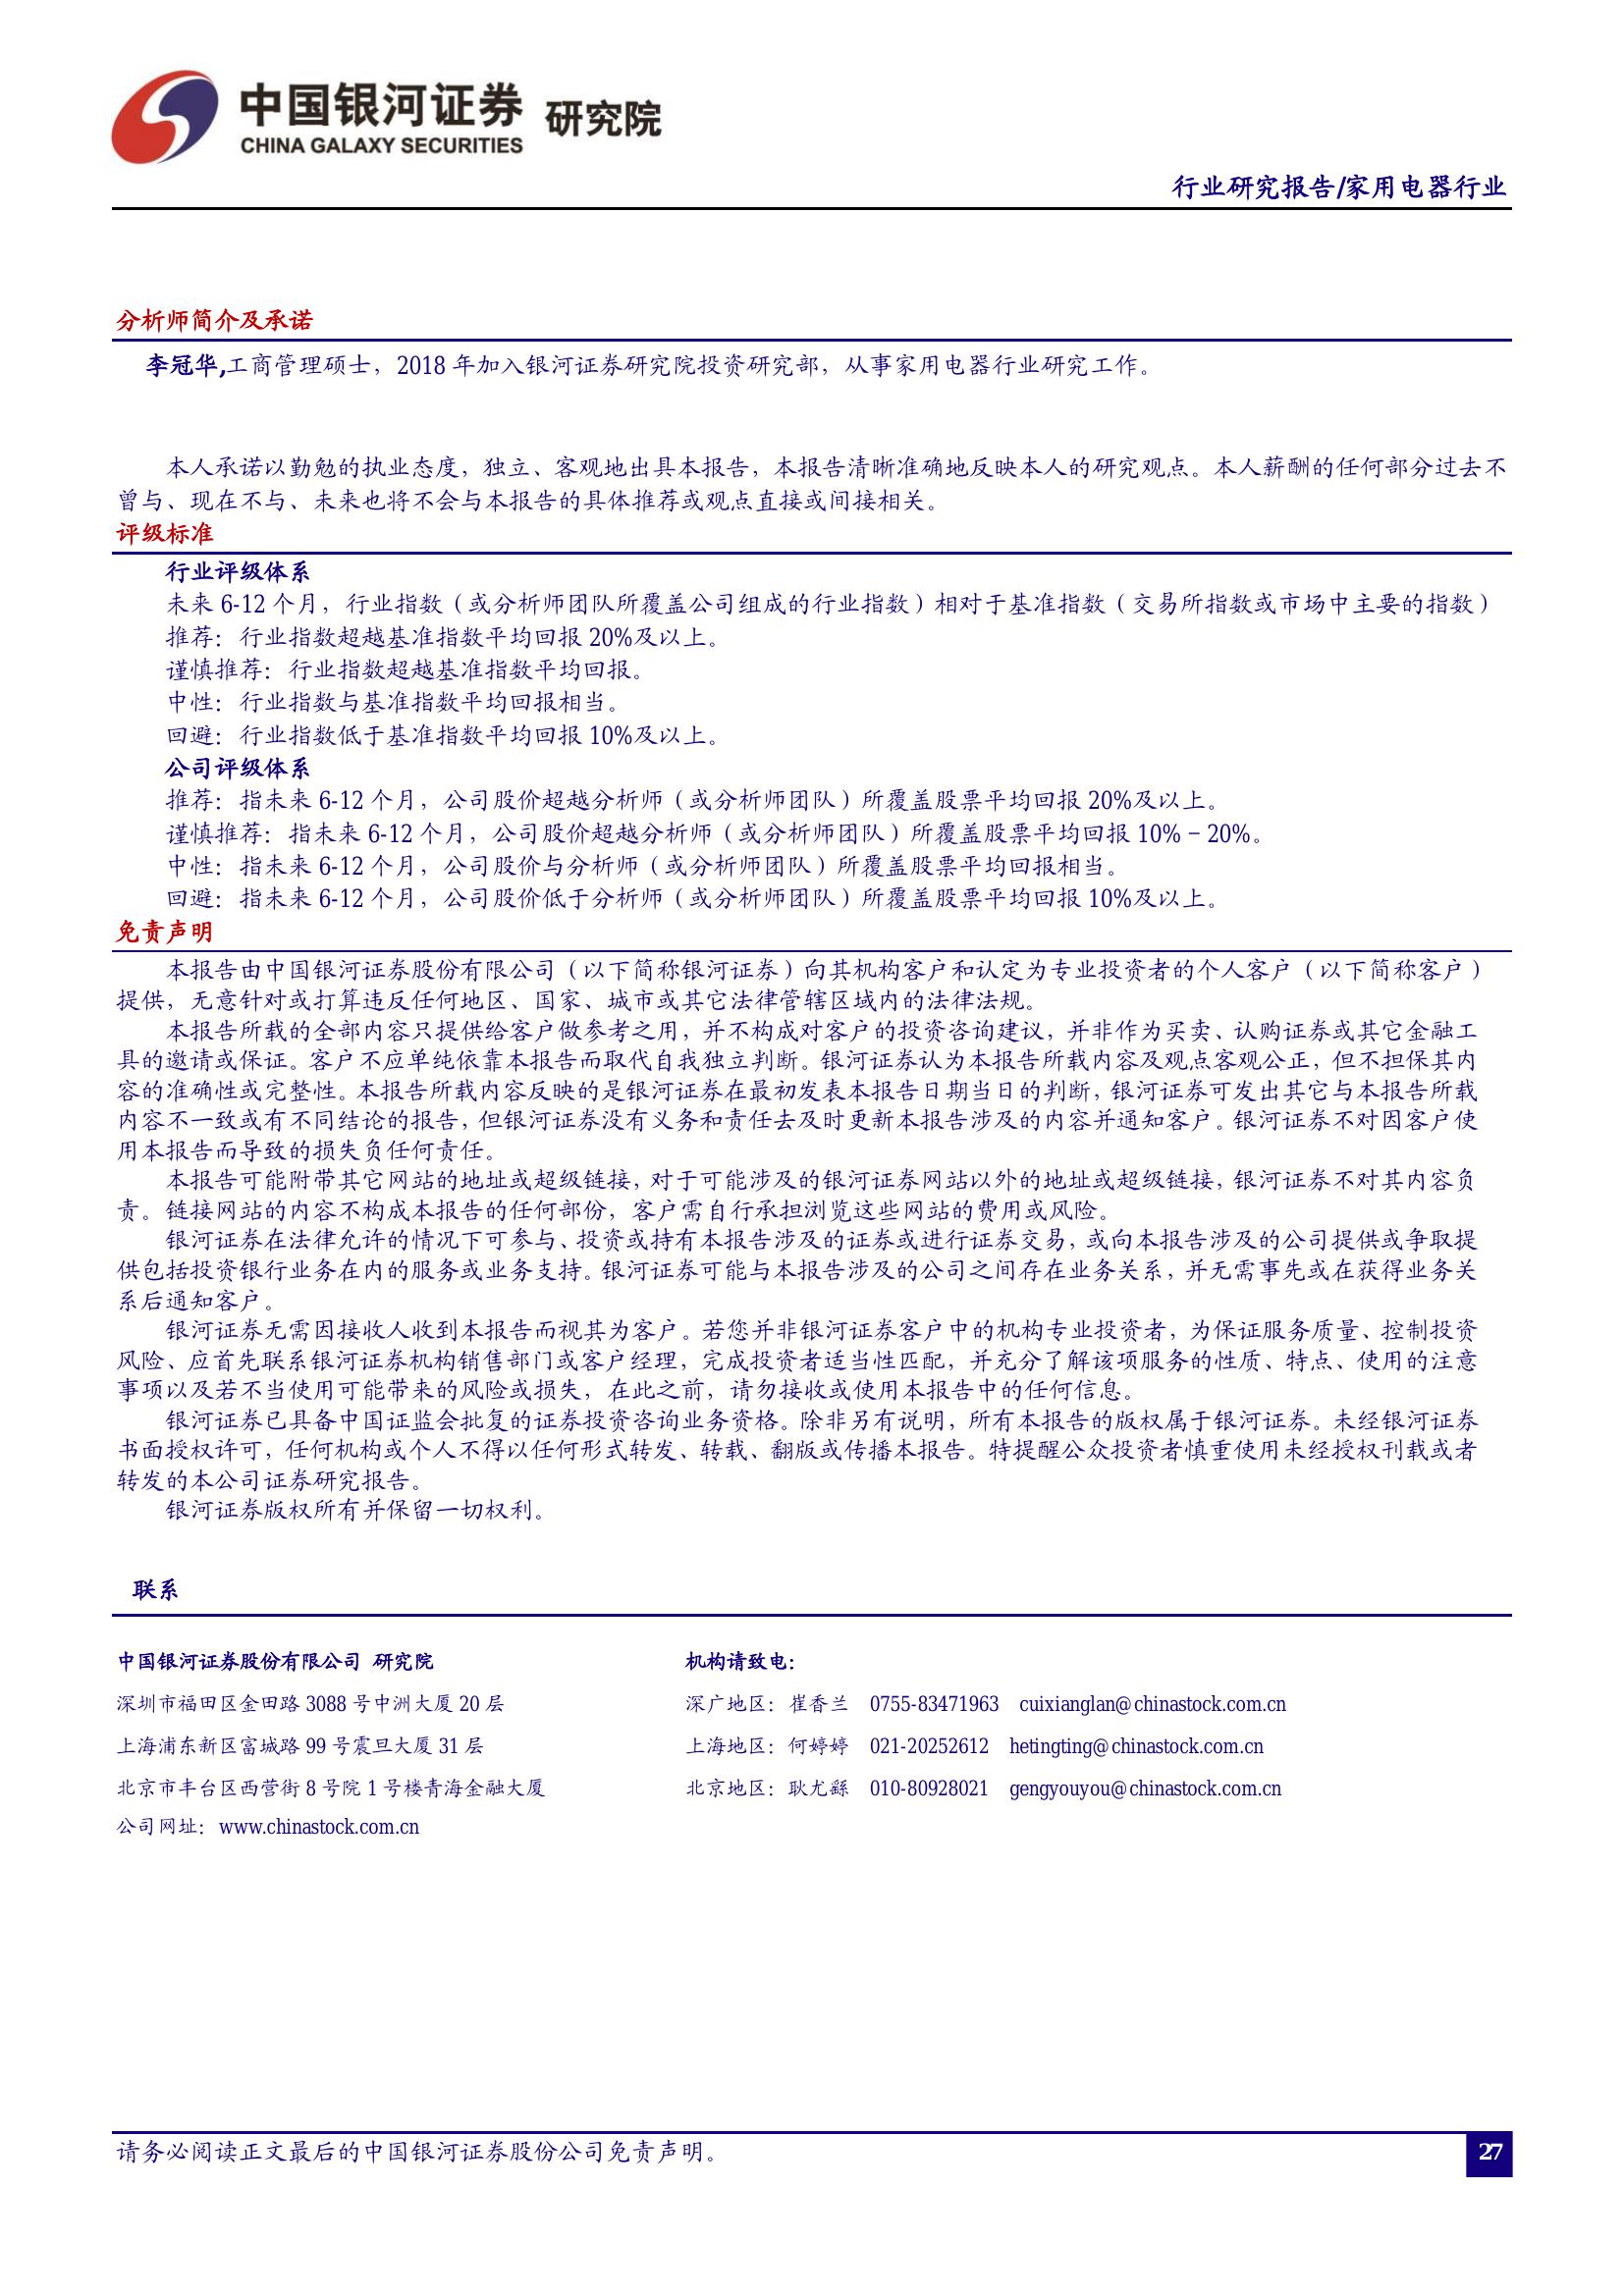 中国银河证券 研究院
CHINA GALAXY SECURITIES
行业研究报告/家用电器行业
分析师简介及承诺
李冠华,工商管理硕士，2018 年加入银河证券研究院投资研究部，从事家用电器行业研究工作。
本人承诺以勤勉的执业态度，独立、客观地出具本报告，本报告清晰准确地反映本人的研究观点。本人薪酬的任何部分过去不
曾与、现在不与、未来也将不会与本报告的具体推荐或观点直接或间接相关。
评级标准
行业评级体系
未来 6-12 个月，行业指数（或分析师团队所覆盖公司组成的行业指数）相对于基准指数（交易所指数或市场中主要的指数）
推荐：行业指数超越基准指数平均回报 20%及以上。
谨慎推荐：行业指数超越基准指数平均回报。
中性：行业指数与基准指数平均回报相当。
回避：行业指数低于基准指数平均回报 10%及以上。
公司评级体系
推荐：指未来 6-12 个月，公司股价超越分析师（或分析师团队）所覆盖股票平均回报 20%及以上。
谨慎推荐：指未来 6-12 个月，公司股价超越分析师（或分析师团队）所覆盖股票平均回报 10%－20%。
中性：指未来 6-12 个月，公司股价与分析师（或分析师团队）所覆盖股票平均回报相当。
回避：指未来 6-12 个月，公司股价低于分析师（或分析师团队）所覆盖股票平均回报 10%及以上。
免责声明
本报告由中国银河证券股份有限公司（以下简称银河证券）向其机构客户和认定为专业投资者的个人客户（以下简称客户）
提供，无意针对或打算违反任何地区、国家、城市或其它法律管辖区域内的法律法规。
本报告所载的全部内容只提供给客户做参考之用，并不构成对客户的投资咨询建议，并非作为买卖、认购证券或其它金融工
具的邀请或保证。客户不应单纯依靠本报告而取代自我独立判断。银河证券认为本报告所载内容及观点客观公正，但不担保其内
容的准确性或完整性。本报告所载内容反映的是银河证券在最初发表本报告日期当日的判断，银河证券可发出其它与本报告所载
内容不一致或有不同结论的报告，但银河证券没有义务和责任去及时更新本报告涉及的内容并通知客户。银河证券不对因客户使
用本报告而导致的损失负任何责任。
本报告可能附带其它网站的地址或超级链接，对于可能涉及的银河证券网站以外的地址或超级链接，银河证券不对其内容负
责。链接网站的内容不构成本报告的任何部份，客户需自行承担浏览这些网站的费用或风险。
银河证券在法律允许的情况下可参与、投资或持有本报告涉及的证券或进行证券交易，或向本报告涉及的公司提供或争取提
供包括投资银行业务在内的服务或业务支持。银河证券可能与本报告涉及的公司之间存在业务关系，并无需事先或在获得业务关
系后通知客户。
银河证券无需因接收人收到本报告而视其为客户。若您并非银河证券客户中的机构专业投资者，为保证服务质量、控制投资
风险、应首先联系银河证券机构销售部门或客户经理，完成投资者适当性匹配，并充分了解该项服务的性质、特点、使用的注意
事项以及若不当使用可能带来的风险或损失，在此之前，请勿接收或使用本报告中的任何信息。
银河证券已具备中国证监会批复的证券投资咨询业务资格。除非另有说明，所有本报告的版权属于银河证券。未经银河证券
书面授权许可，任何机构或个人不得以任何形式转发、转载、翻版或传播本报告。特提醒公众投资者慎重使用未经授权刊载或者
转发的本公司证券研究报告。
银河证券版权所有并保留一切权利。
联系
中国银河证券股份有限公司 研究院 机构请致电：
深圳市福田区金田路 3088 号中洲大厦 20 层 深广地区：崔香兰 0755-83471963 cuixianglan@chinastock.com.cn
上海浦东新区富城路 99 号震旦大厦 31 层 上海地区：何婷婷 021-20252612 hetingting@chinastock.com.cn
北京市丰台区西营街 8 号院 1 号楼青海金融大厦 北京地区：耿尤繇 010-80928021 gengyouyou@chinastock.com.cn
公司网址：www.chinastock.com.cn
请务必阅读正文最后的中国银河证券股份公司免责声明。
27